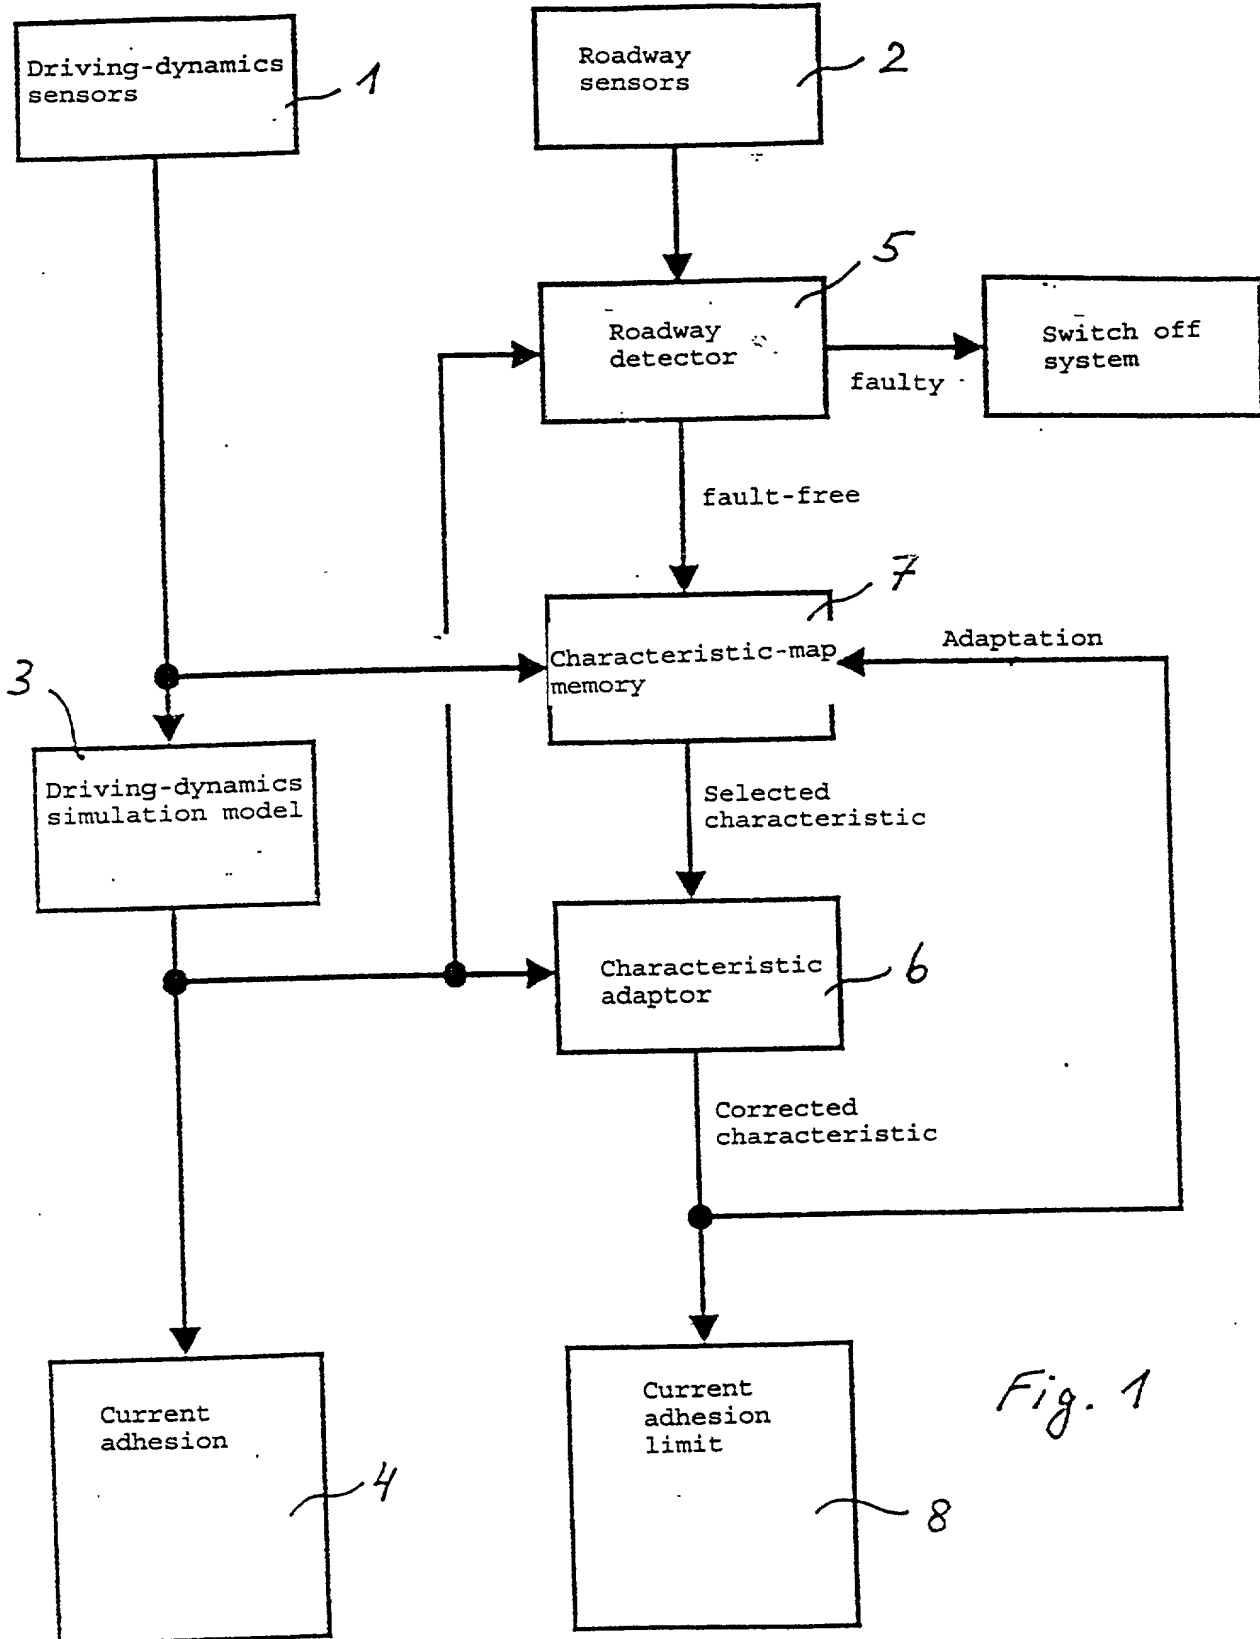 Driving-dynamics
sensors
1
Roadway
sensors
2
5
Roadway
detector
faulty
Switch off
system
fault-free
7
Characteristic-map
memory
Adaptation
3
Driving-dynamics
simulation model
Selected
characteristic
Characteristic
adaptor
6
Corrected
characteristic
Current
adhesion
4
Current
adhesion
limit
8
Fig. 1